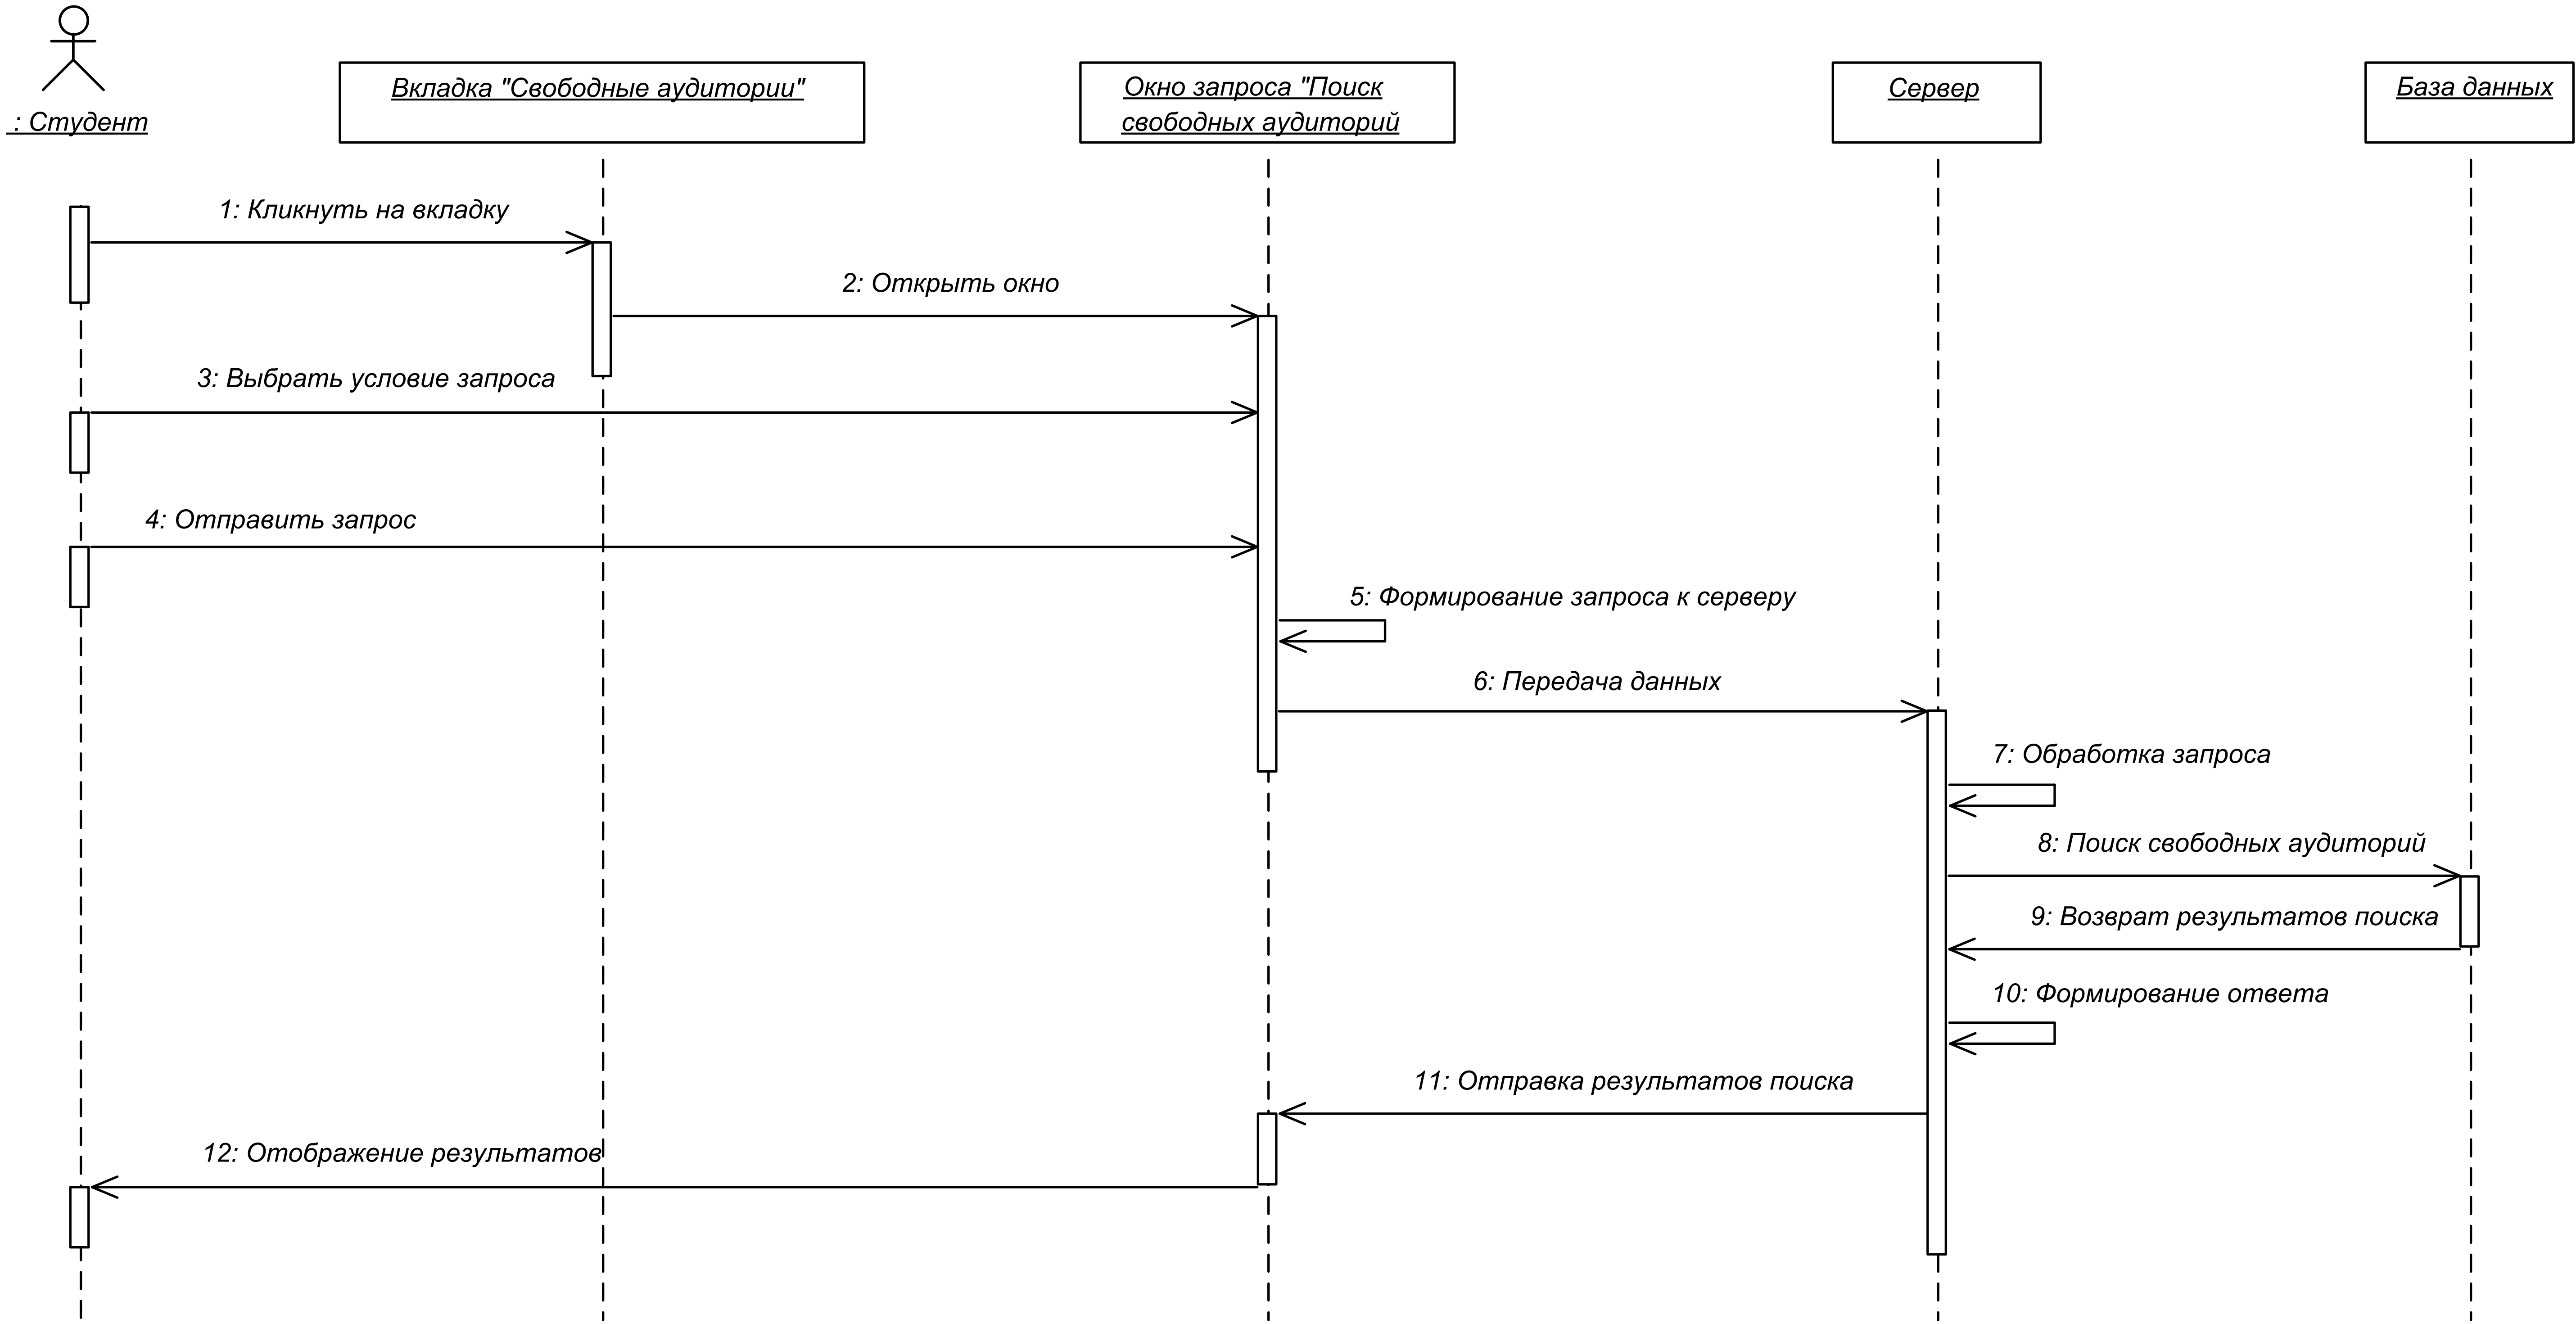 : Студент
Вкладка "Свободные аудитории"
Окно запроса "Поиск
свободных аудиторий
Сервер
База данных
1: Кликнуть на вкладку
2: Открыть окно
3: Выбрать условие запроса
4: Отправить запрос
5: Формирование запроса к серверу
6: Передача данных
7: Обработка запроса
8: Поиск свободных аудиторий
9: Возврат результатов поиска
10: Формирование ответа
11: Отправка результатов поиска
12: Отображение результатов